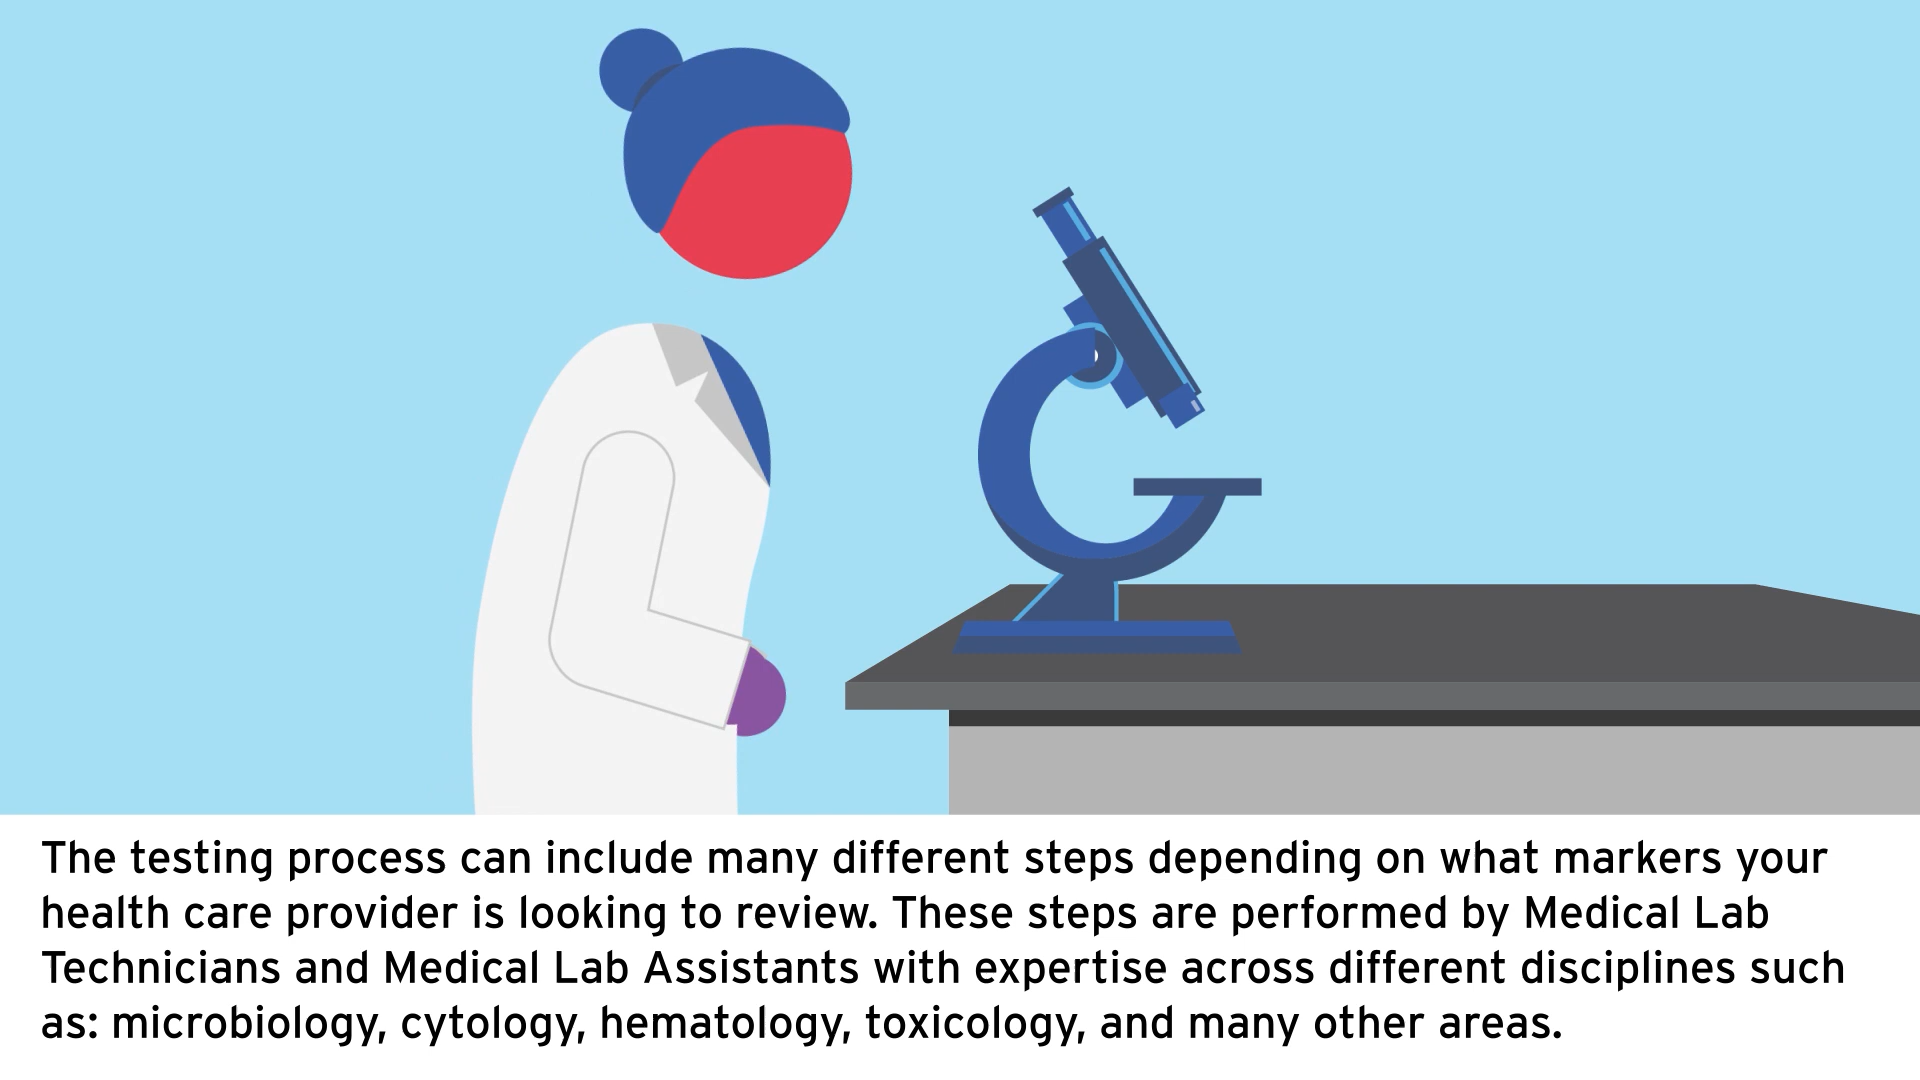 The testing process can include many different steps depending on what markers your
health care provider is looking to review. These steps are performed by Medical Lab
Technicians and Medical Lab Assistants with expertise across different disciplines such
as: microbiology, cytology, hematology, toxicology, and many other areas.